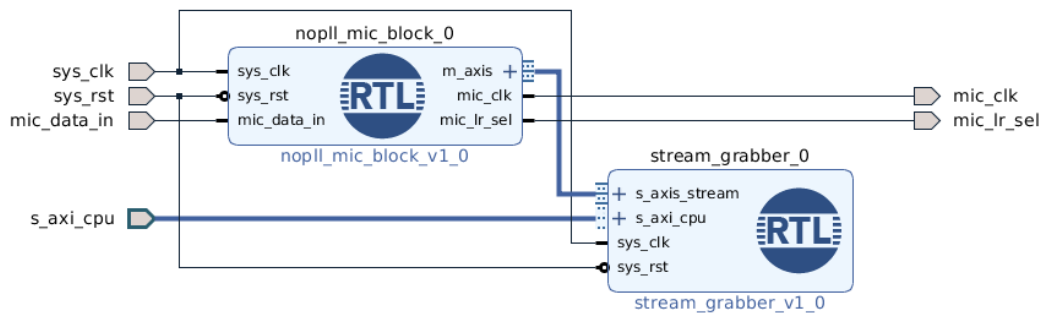 nopll_mic_block_0
sys_clk sys_clk m_axis
sys_rst sys_rst RTL mic_clk mic_clk
mic_data_in mic_data_in mic_lr_sel mic_lr_sel
nopll_mic_block_v1_0
stream_grabber_0
s_axis_stream
s_axi_cpu s_axi_cpu RTL
sys_clk
sys_rst
stream_grabber_v1_0